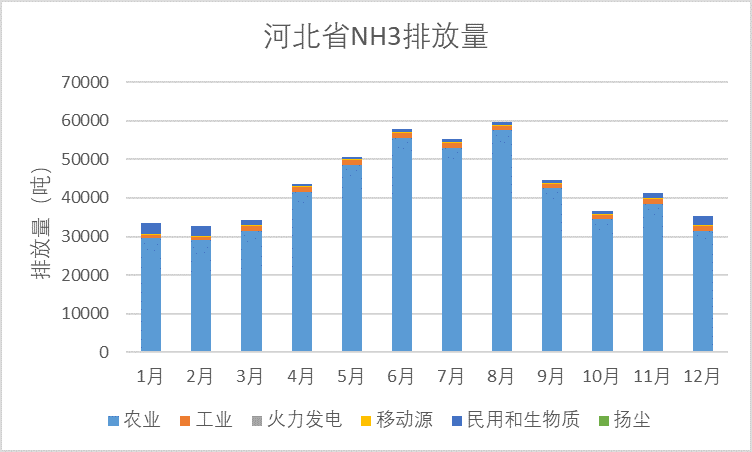 河北省NH3排放量
排放量（吨）
70000
60000
50000
40000
30000
20000
10000
0
1月 2月 3月 4月 5月 6月 7月 8月 9月 10月 11月 12月
农业 工业 火力发电 移动源 民用和生物质 扬尘